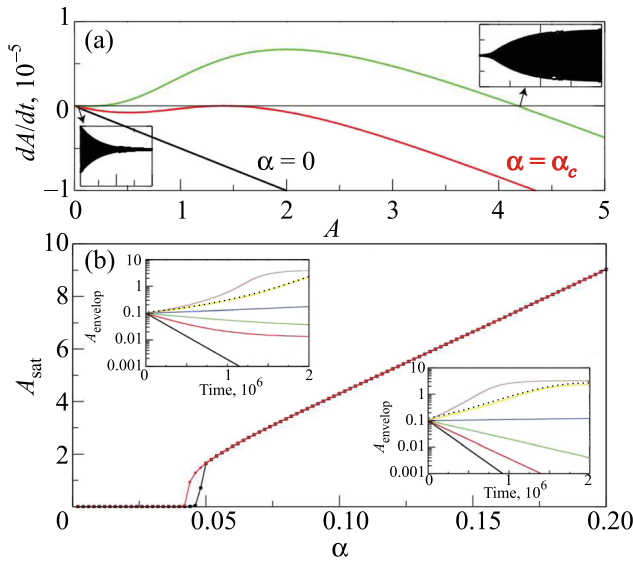 (a)
dA/dt, 10⁻⁵
1
0
−1
α = 0
α = α_c
0 1 2 3 4 5
A
(b)
A_sat
10
8
6
4
2
A_envelop
10
1
0.1
0.01
0.001
0 1 2
Time, 10⁶
A_envelop
10
1
0.1
0.01
0.001
0 1 2
Time, 10⁶
0 0.05 0.10 0.15 0.20
α